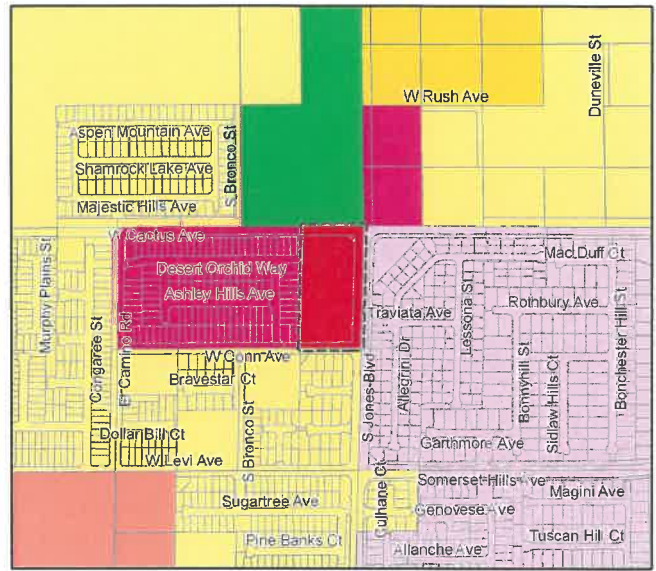 Duneville St
W Rush Ave
Aspen Mountain Ave
S Bronco St
Shamrock Lake Ave
Majestic Hills Ave
W Cactus Ave
Murphy Plains St
Desert Orchid Way
Mac Duff Ct
Ashley Hills Ave
Lessona St
Rothbury Ave
Bonchester Hill St
Traviata Ave
Congaree St
El Camino Rd
W Conn Ave
Bravestar Ct
S Jones Blvd
Allegrini Dr
Bonnyhill St
Sidlaw Hills Ct
S Bronco St
Dollar Bill Ct
Garthmore Ave
W Levi Ave
Somerset Hills Ave
Culhane Ct
Magini Ave
Sugartree Ave
Genovese Ave
Pine Banks Ct
Allanche Ave
Tuscan Hill Ct